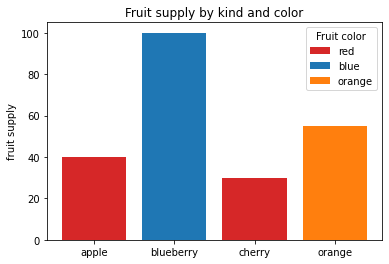 Fruit supply by kind and color
Fruit color
red
blue
orange
fruit supply
100
80
60
40
20
0
apple
blueberry
cherry
orange